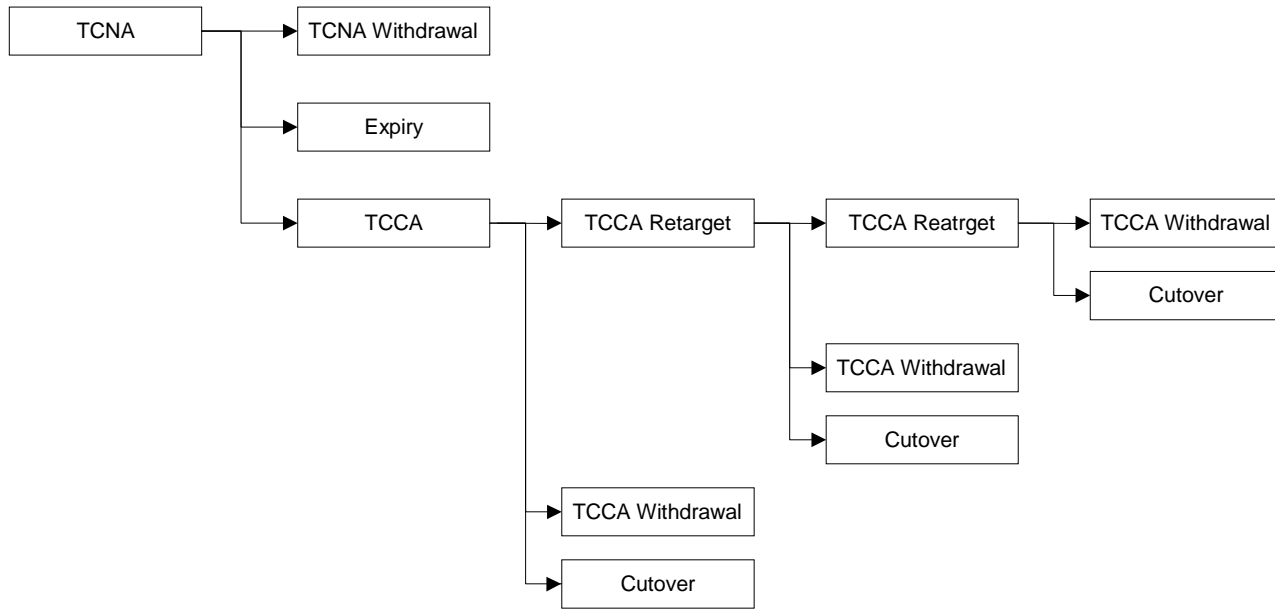 TCNA
TCNA Withdrawal
Expiry
TCCA
TCCA Retarget
TCCA Reatrget
TCCA Withdrawal
Cutover
TCCA Withdrawal
Cutover
TCCA Withdrawal
Cutover